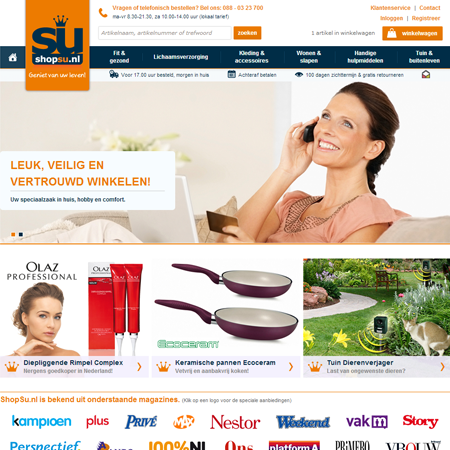 SU
shopsu.nl
Geniet van uw leven!
Vragen of telefonisch bestellen? Bel ons: 088 - 03 23 700
ma-vr 8.30-21.30, za 10.00-14.00 uur (lokaal tarief)
Klantenservice | Contact
Inloggen | Registreer
Artikelnaam, artikelnummer of trefwoord
zoeken
1 artikel in winkelwagen
winkelwagen
Fit & gezond
Lichaamsverzorging
Kleding & accessoires
Wonen & slapen
Handige hulpmiddelen
Tuin & buitenleven
Voor 17.00 uur besteld, morgen in huis
Achteraf betalen
100 dagen zichttermijn & gratis retourneren
LEUK, VEILIG EN
VERTROUWD WINKELEN!
Uw speciaalzaak in huis, hobby en comfort.
OLAZ
PROFESSIONAL
Ecoceram
Diepliggende Rimpel Complex
Nergens goedkoper in Nederland!
Keramische pannen Ecoceram
Vetvrij en aanbakvrij koken!
Tuin Dierenverjager
Last van ongewenste dieren?
ShopSu.nl is bekend uit onderstaande magazines. (Klik op een logo voor de speciale aanbiedingen)
kampioen
plus
PRIVÉ
MAX
Nestor
Weekend
vakm
Story
Perspectief
100%NL
Ons
platform
PRIMERO
VROUW